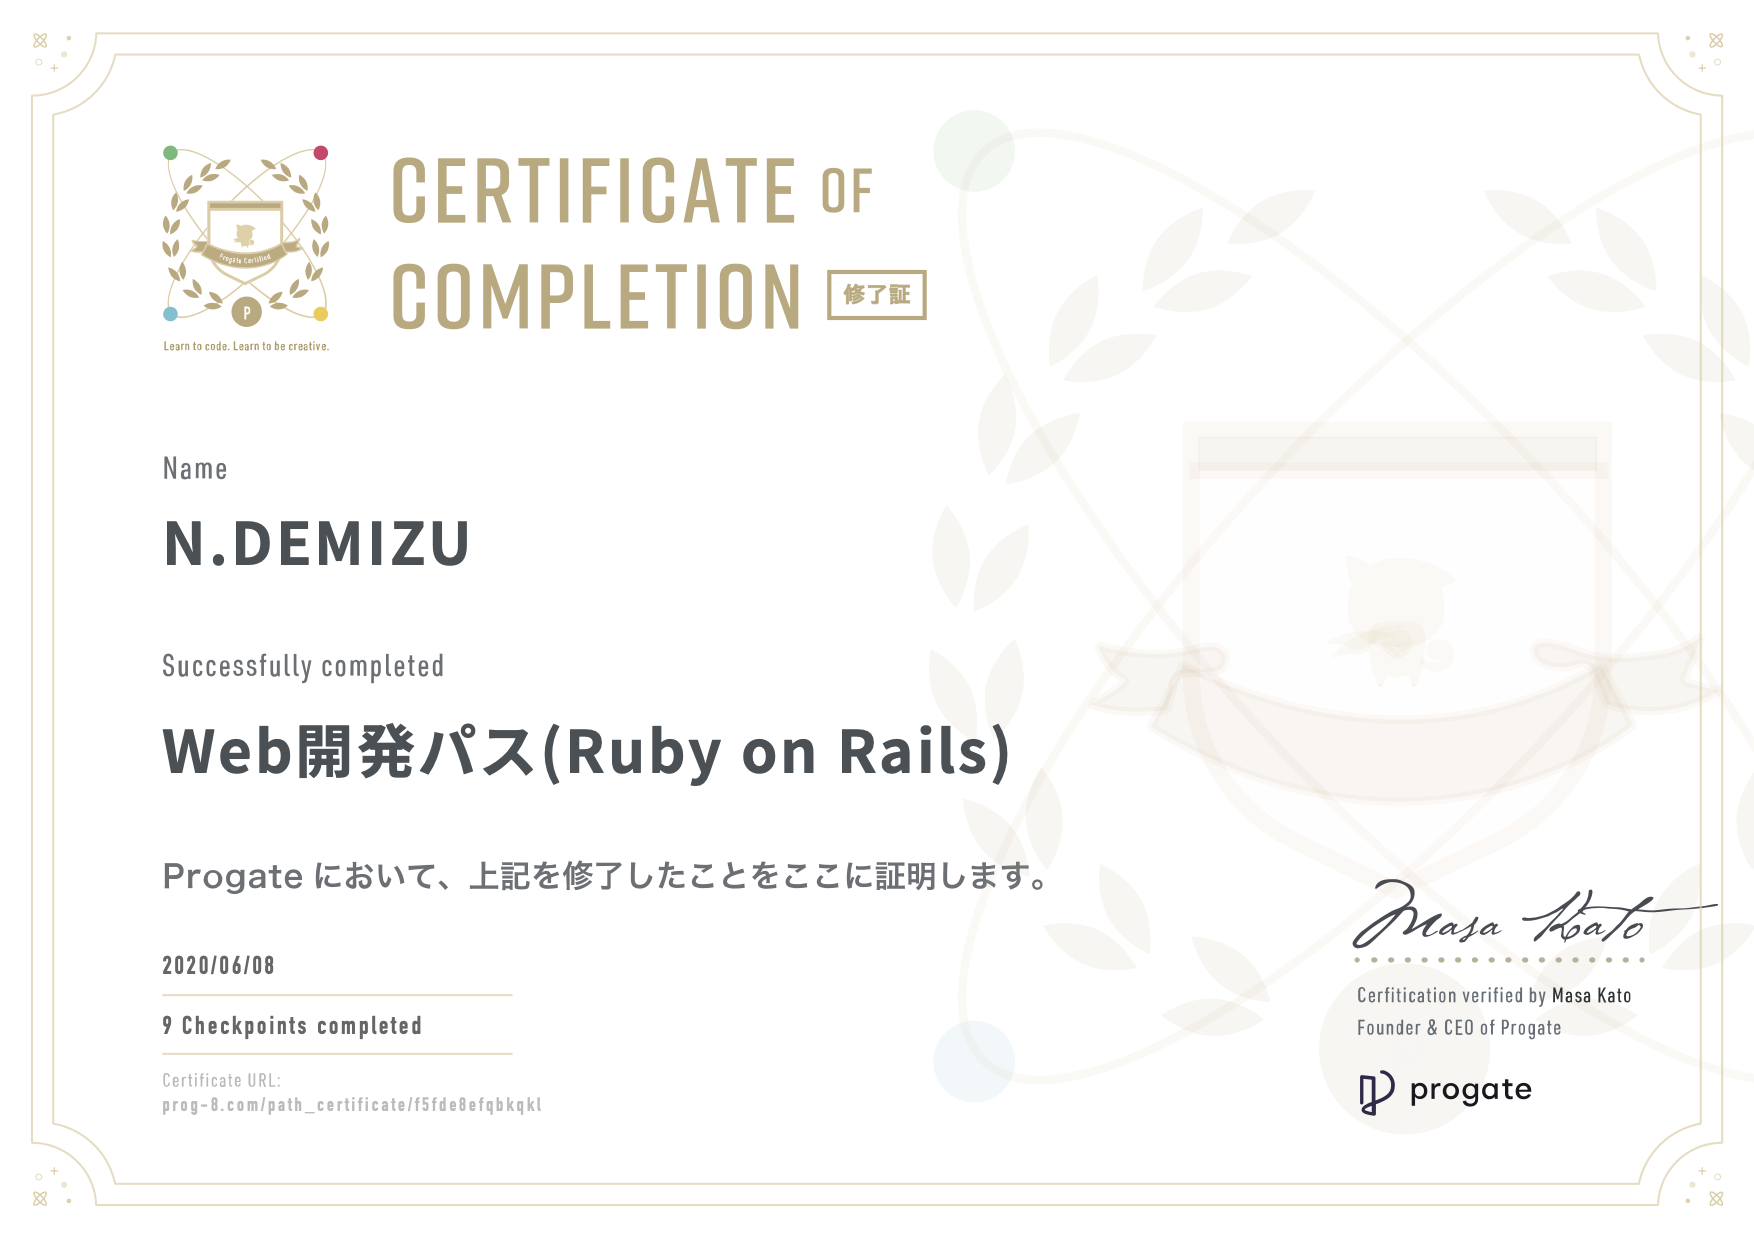 CERTIFICATE OF
COMPLETION 修了証
Progate Certified
P
Learn to code. Learn to be creative.
Name
N.DEMIZU
Successfully completed
Web開発パス(Ruby on Rails)
Progate において、上記を修了したことをここに証明します。
2020/06/08
9 Checkpoints completed
Certificate URL:
prog-8.com/path_certificate/f5fde8efqbkqkl
Masa Kato
Cerfitication verified by Masa Kato
Founder & CEO of Progate
progate